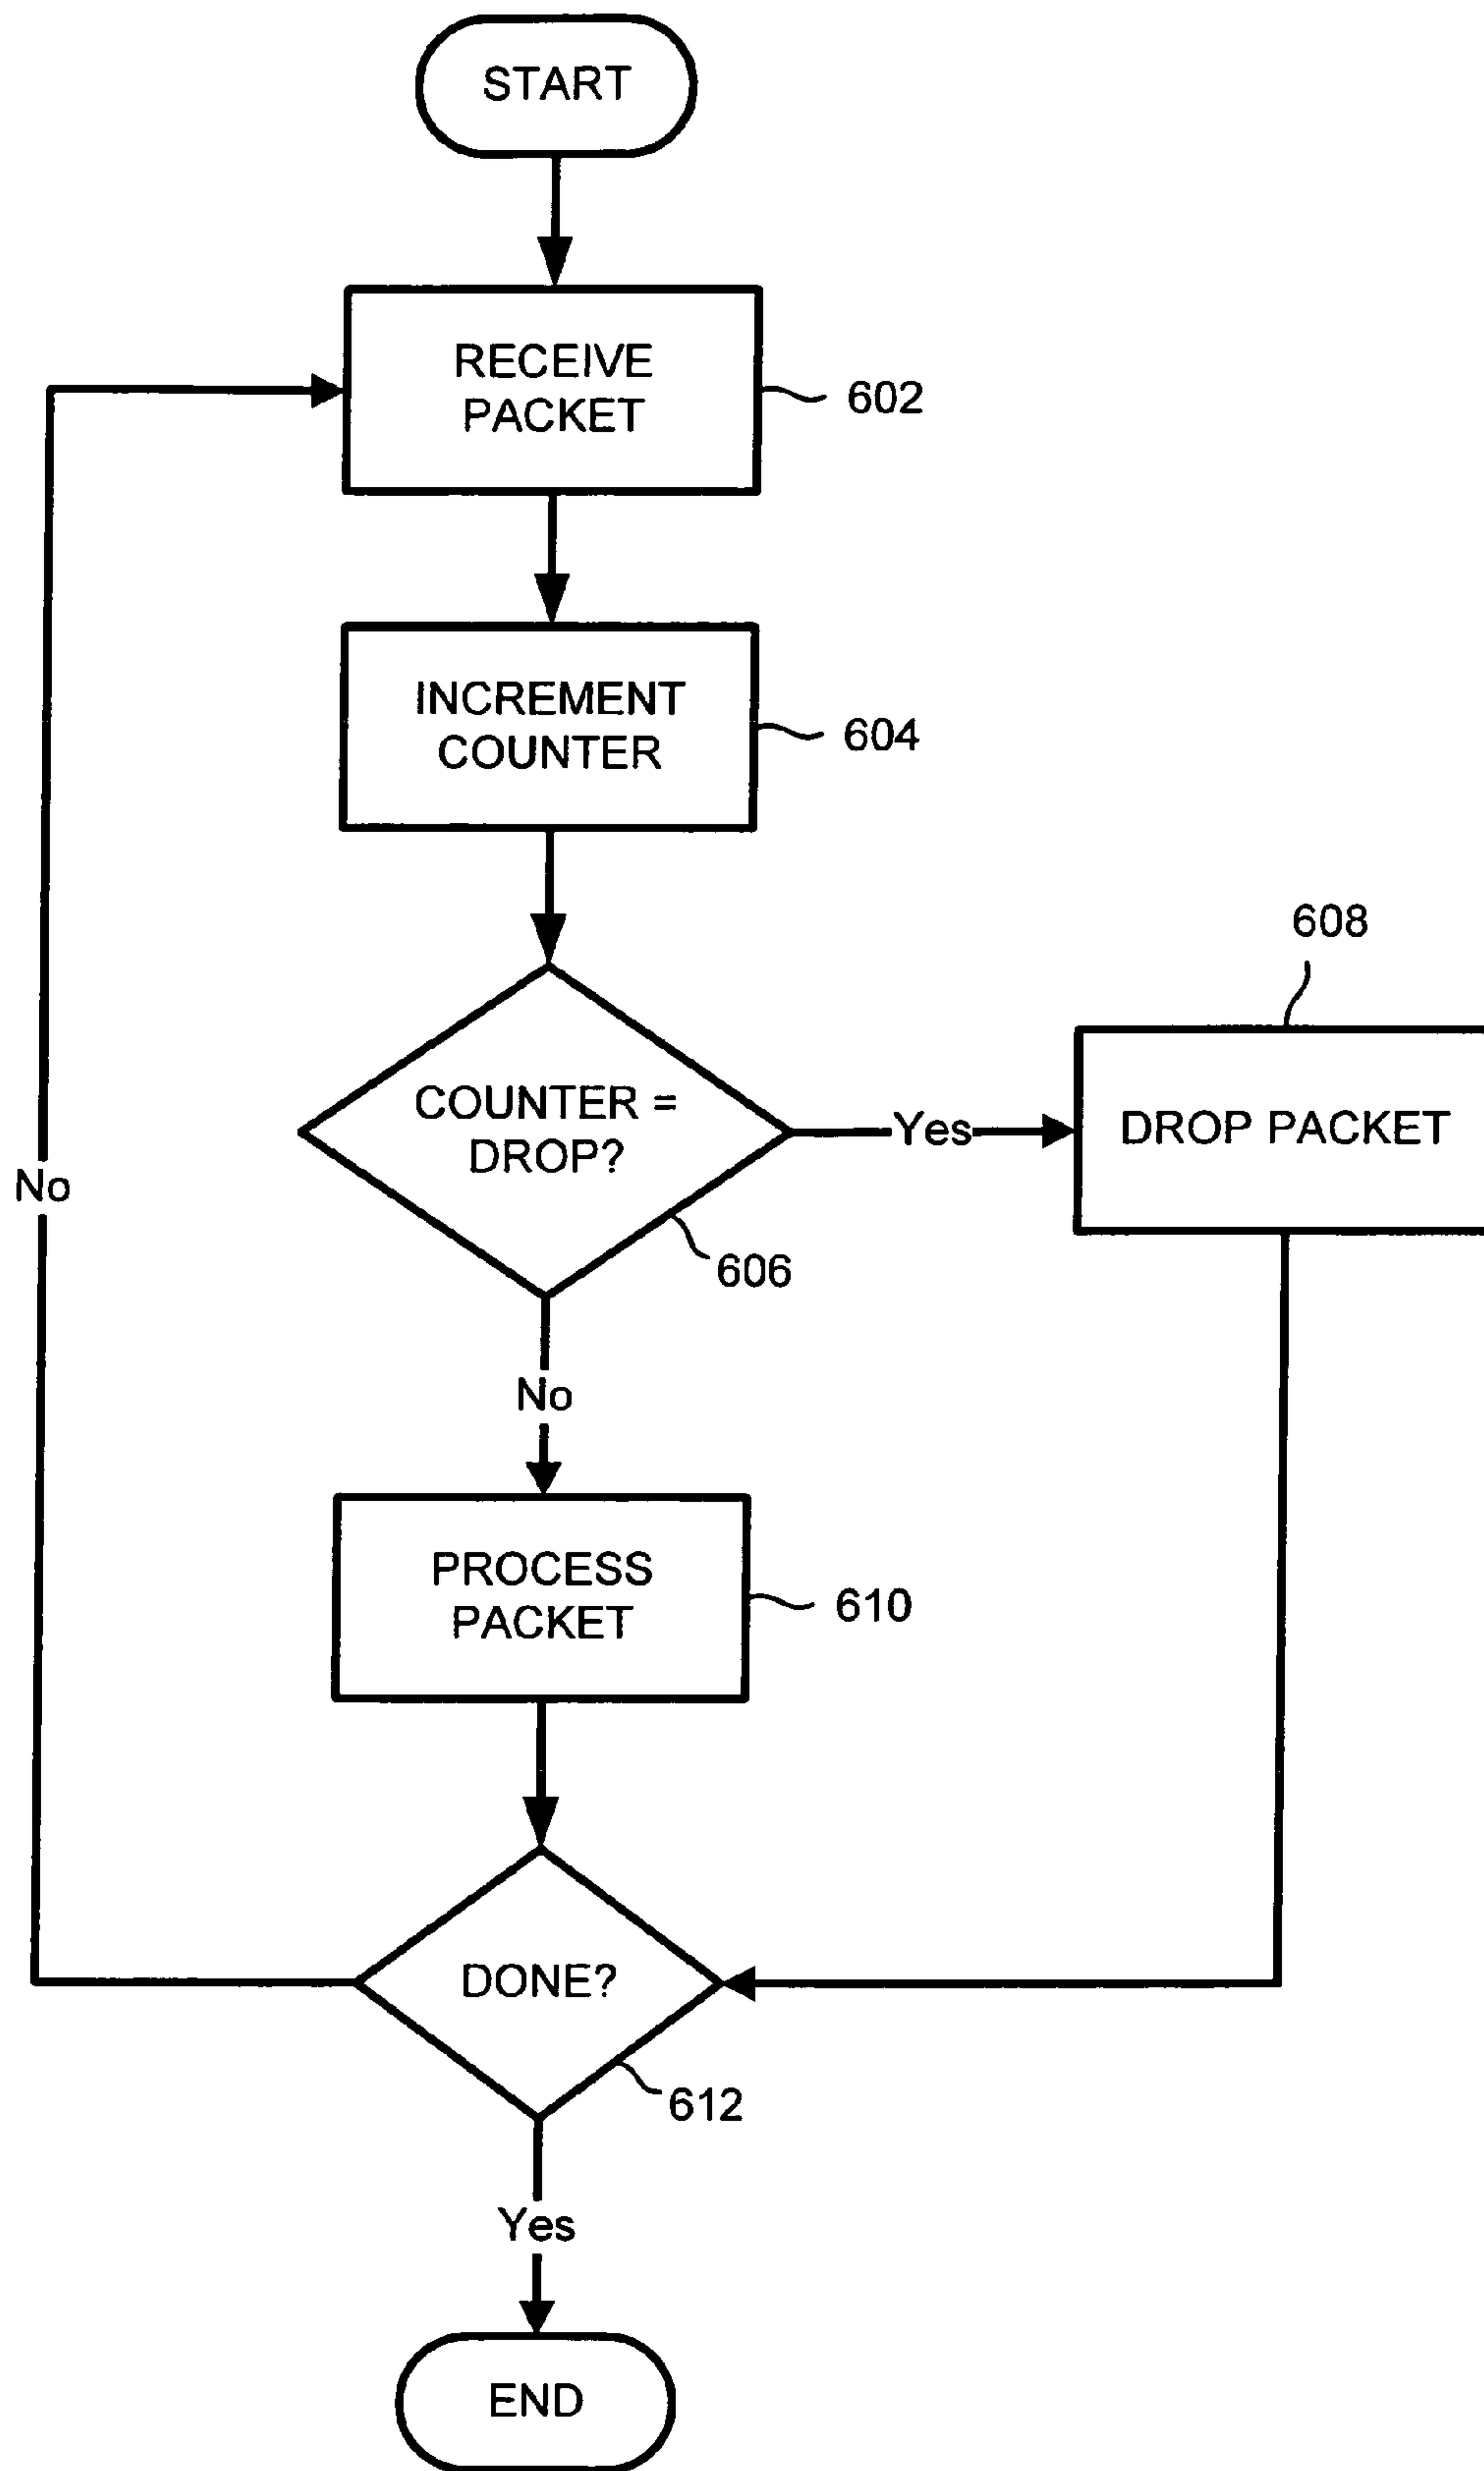 START
RECEIVE
PACKET
602
INCREMENT
COUNTER
604
608
COUNTER =
DROP?
Yes
DROP PACKET
No
606
No
PROCESS
PACKET
610
DONE?
612
Yes
END